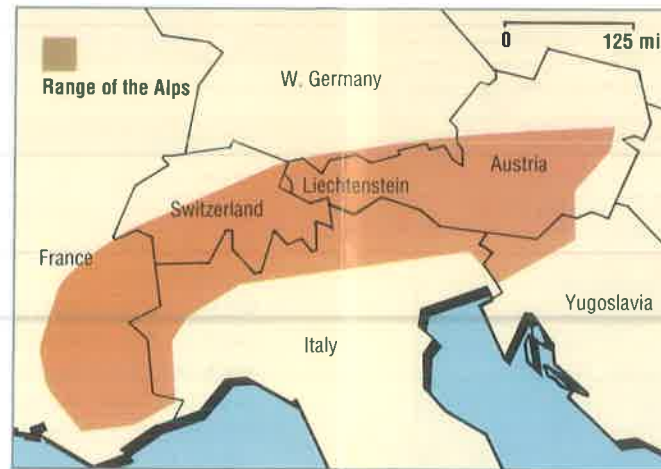 0 125 mi
Range of the Alps
W. Germany
Austria
Liechtenstein
Switzerland
France
Yugoslavia
Italy